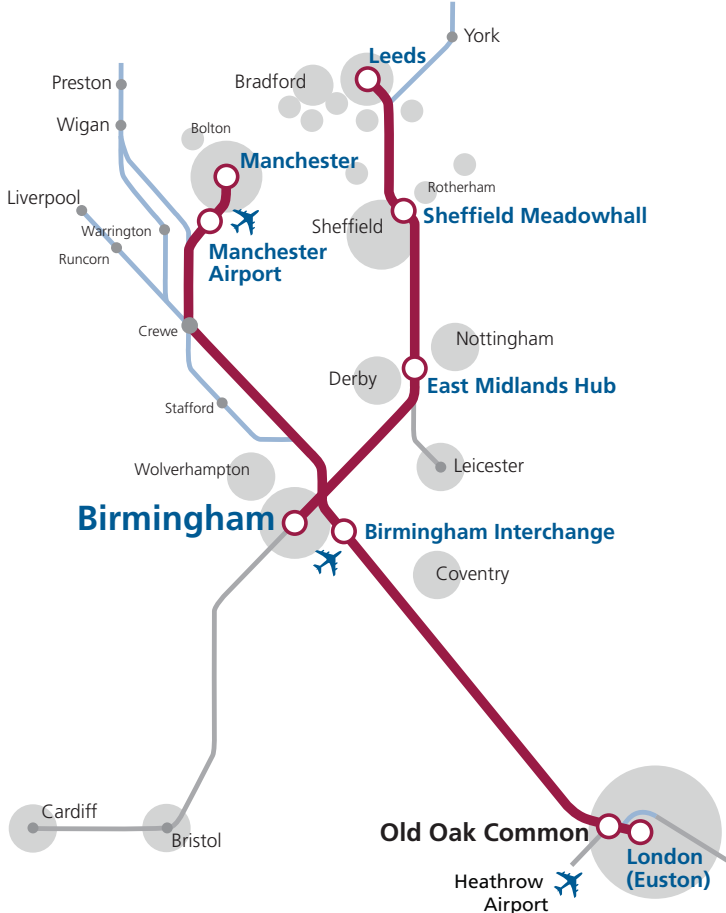 York
Leeds
Bradford
Preston
Wigan
Bolton
Manchester
Liverpool
Rotherham
Sheffield Meadowhall
Sheffield
Warrington
Runcorn
Manchester
Airport
Crewe
Nottingham
Derby
East Midlands Hub
Stafford
Wolverhampton
Leicester
Birmingham
Birmingham Interchange
Coventry
Cardiff
Bristol
Old Oak Common
London
(Euston)
Heathrow
Airport